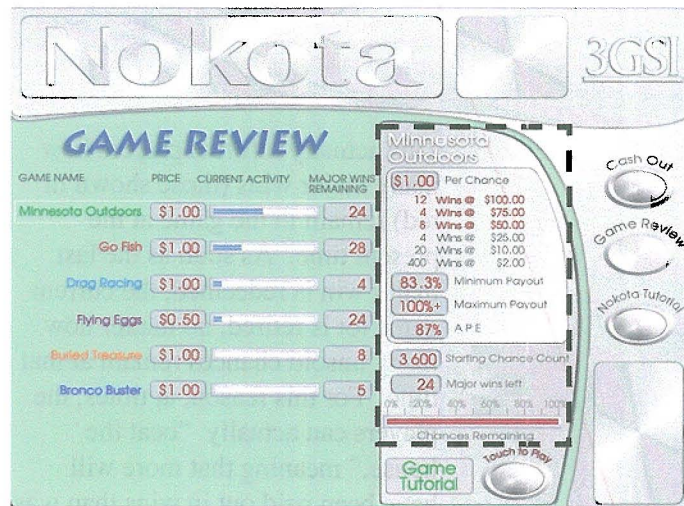 Nokota
3GSI
GAME REVIEW
GAME NAME PRICE CURRENT ACTIVITY MAJOR WINS REMAINING
Minnesota Outdoors $1.00 24
Go Fish $1.00 28
Drag Racing $1.00 4
Flying Eggs $0.50 24
Buried Treasure $1.00 8
Bronco Buster $1.00 5
Minnesota
Outdoors
$1.00 Per Chance
12 Wins @ $100.00
4 Wins @ $75.00
8 Wins @ $50.00
4 Wins @ $25.00
20 Wins @ $10.00
400 Wins @ $2.00
83.3% Minimum Payout
100%+ Maximum Payout
87% A P E
3600 Starting Chance Count
24 Major wins left
0% 20% 40% 60% 80% 100%
Chances Remaining
Game
Tutorial
Touch to Play
Cash Out
Game Review
Nokota Tutorial